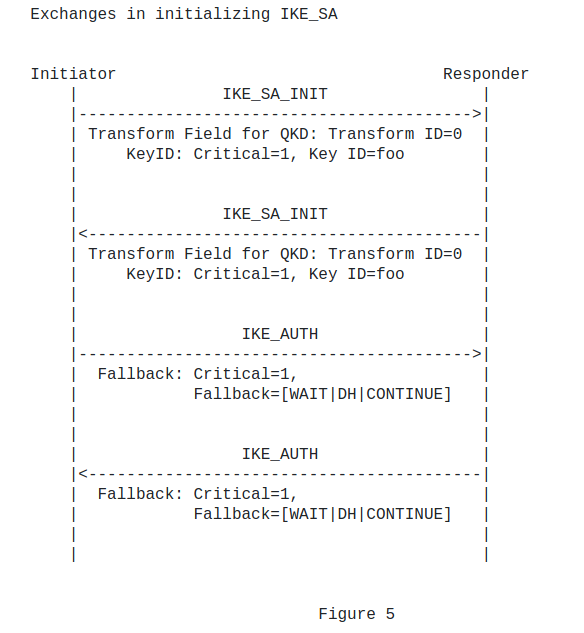 Exchanges in initializing IKE_SA
Initiator                                  Responder
    |               IKE_SA_INIT                |
    |----------------------------------------->|
    | Transform Field for QKD: Transform ID=0  |
    |     KeyID: Critical=1, Key ID=foo        |
    |                                          |
    |                                          |
    |               IKE_SA_INIT                |
    |<-----------------------------------------|
    | Transform Field for QKD: Transform ID=0  |
    |     KeyID: Critical=1, Key ID=foo        |
    |                                          |
    |                                          |
    |                 IKE_AUTH                 |
    |----------------------------------------->|
    |  Fallback: Critical=1,                   |
    |            Fallback=[WAIT|DH|CONTINUE]   |
    |                                          |
    |                                          |
    |                 IKE_AUTH                 |
    |<-----------------------------------------|
    |  Fallback: Critical=1,                   |
    |            Fallback=[WAIT|DH|CONTINUE]   |
    |                                          |
    |                                          |
Figure 5